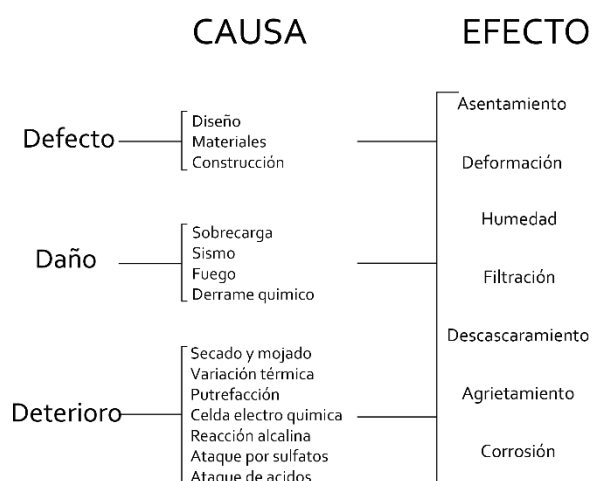 CAUSA
EFECTO
Defecto
Diseño
Materiales
Construcción
Daño
Sobrecarga
Sismo
Fuego
Derrame quimico
Deterioro
Secado y mojado
Variación térmica
Putrefacción
Celda electro quimica
Reacción alcalina
Ataque por sulfatos
Ataque de acidos
Asentamiento
Deformación
Humedad
Filtración
Descascaramiento
Agrietamiento
Corrosión